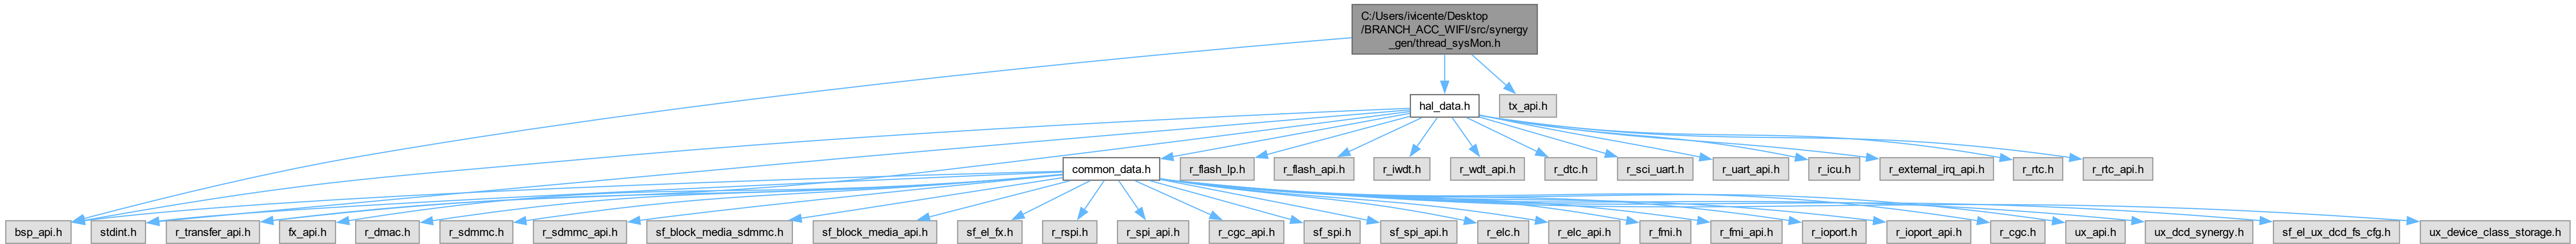 C:/Users/ivicente/Desktop
/BRANCH_ACC_WIFI/src/synergy
_gen/thread_sysMon.h
hal_data.h
tx_api.h
common_data.h
r_flash_lp.h
r_flash_api.h
r_iwdt.h
r_wdt_api.h
r_dtc.h
r_sci_uart.h
r_uart_api.h
r_icu.h
r_external_irq_api.h
r_rtc.h
r_rtc_api.h
bsp_api.h
stdint.h
r_transfer_api.h
fx_api.h
r_dmac.h
r_sdmmc.h
r_sdmmc_api.h
sf_block_media_sdmmc.h
sf_block_media_api.h
sf_el_fx.h
r_rspi.h
r_spi_api.h
r_cgc_api.h
sf_spi.h
sf_spi_api.h
r_elc.h
r_elc_api.h
r_fmi.h
r_fmi_api.h
r_ioport.h
r_ioport_api.h
r_cgc.h
ux_api.h
ux_dcd_synergy.h
sf_el_ux_dcd_fs_cfg.h
ux_device_class_storage.h